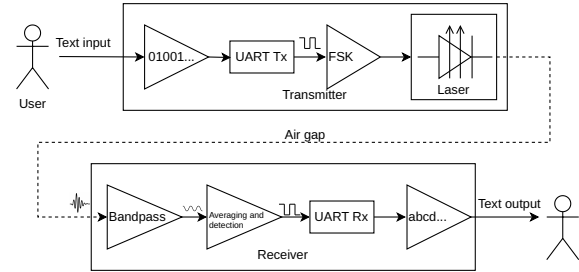 Text input
User
01001...
UART Tx
FSK
Laser
Transmitter
Air gap
Bandpass
Averaging and
detection
UART Rx
abcd...
Text output
Receiver